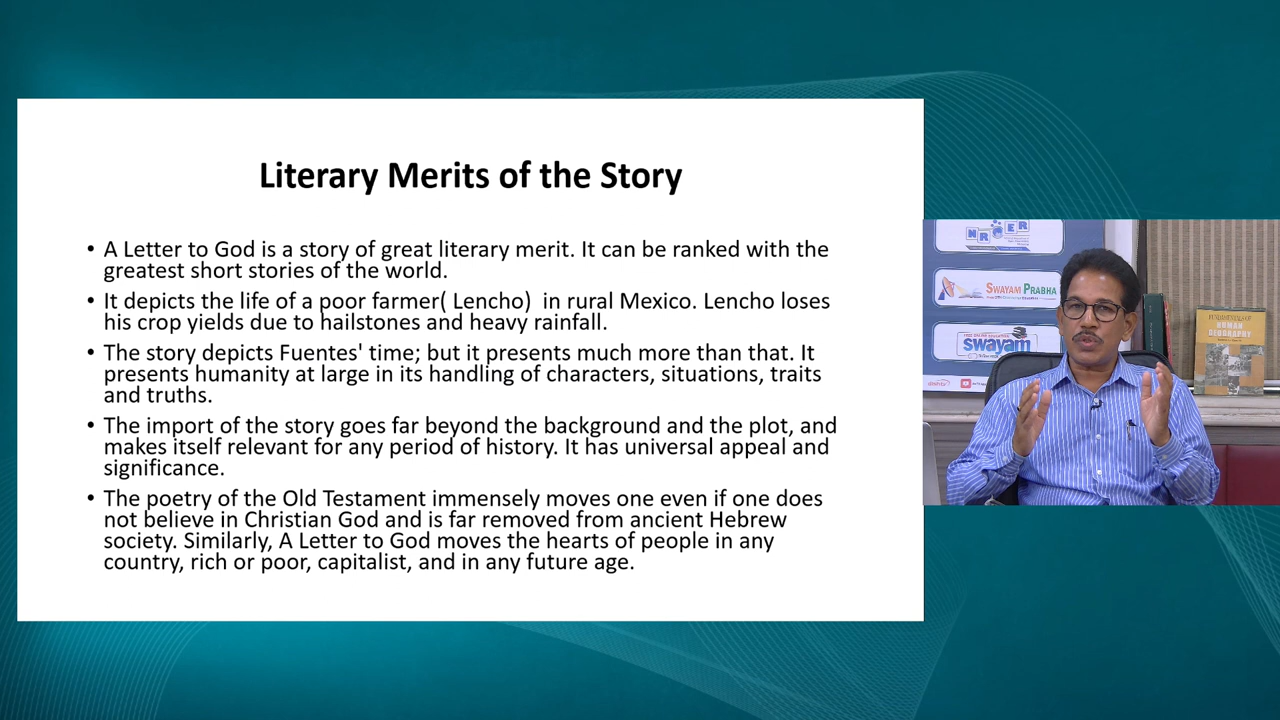 Literary Merits of the Story
• A Letter to God is a story of great literary merit. It can be ranked with the
greatest short stories of the world.
• It depicts the life of a poor farmer( Lencho)  in rural Mexico. Lencho loses
his crop yields due to hailstones and heavy rainfall.
• The story depicts Fuentes' time; but it presents much more than that. It
presents humanity at large in its handling of characters, situations, traits
and truths.
• The import of the story goes far beyond the background and the plot, and
makes itself relevant for any period of history. It has universal appeal and
significance.
• The poetry of the Old Testament immensely moves one even if one does
not believe in Christian God and is far removed from ancient Hebrew
society. Similarly, A Letter to God moves the hearts of people in any
country, rich or poor, capitalist, and in any future age.
SWAYAM PRABHA
swayam
FUNDAMENTALS OF
HUMAN
GEOGRAPHY